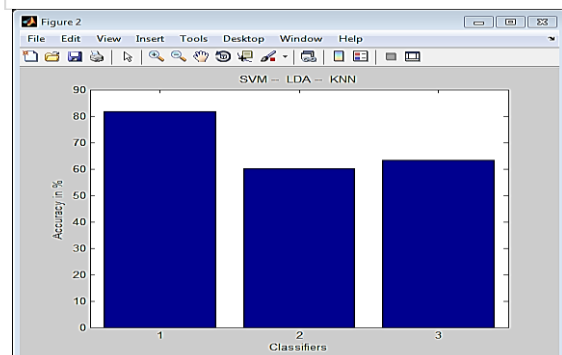 Figure 2
File Edit View Insert Tools Desktop Window Help
SVM -- LDA -- KNN
90
80
70
60
50
40
30
20
10
0
Accuracy in %
1 2 3
Classifiers